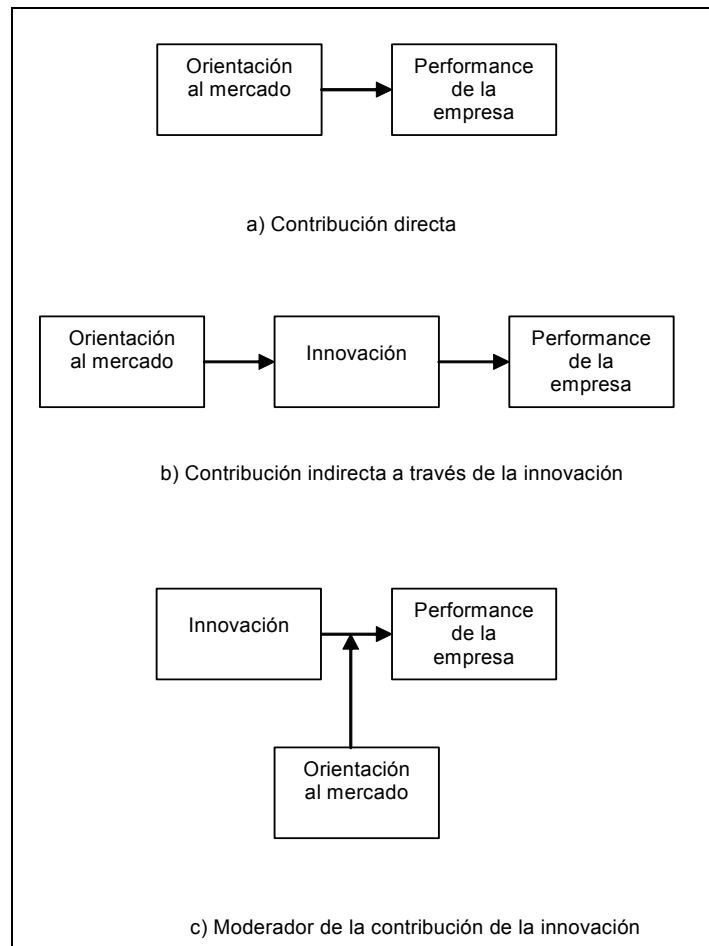 Orientación
al mercado
Performance
de la
empresa
a) Contribución directa
Orientación
al mercado
Innovación
Performance
de la
empresa
b) Contribución indirecta a través de la innovación
Innovación
Performance
de la
empresa
Orientación
al mercado
c) Moderador de la contribución de la innovación